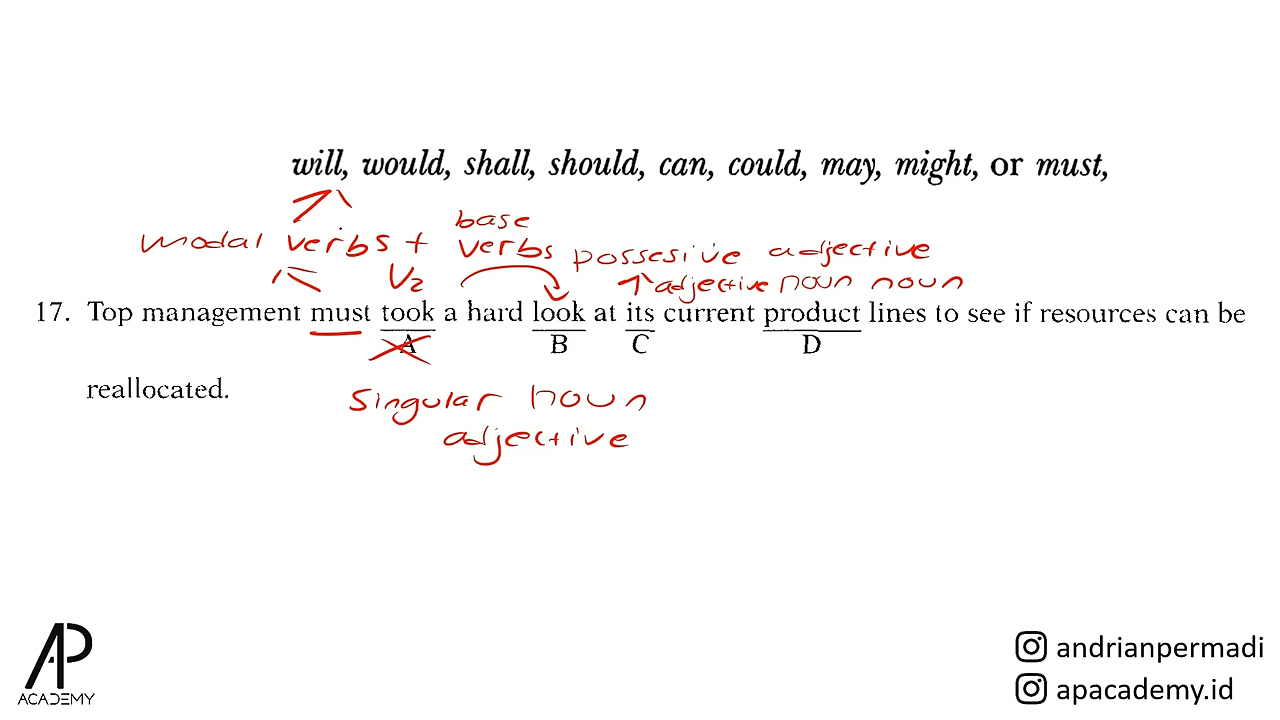 will, would, shall, should, can, could, may, might, or must,
base
modal verbs + verbs possesive adjective
V2 adjective noun noun
17. Top management must took a hard look at its current product lines to see if resources can be
A B C D
reallocated.
singular noun
adjective
AP
ACADEMY
andrianpermadi
apacademy.id